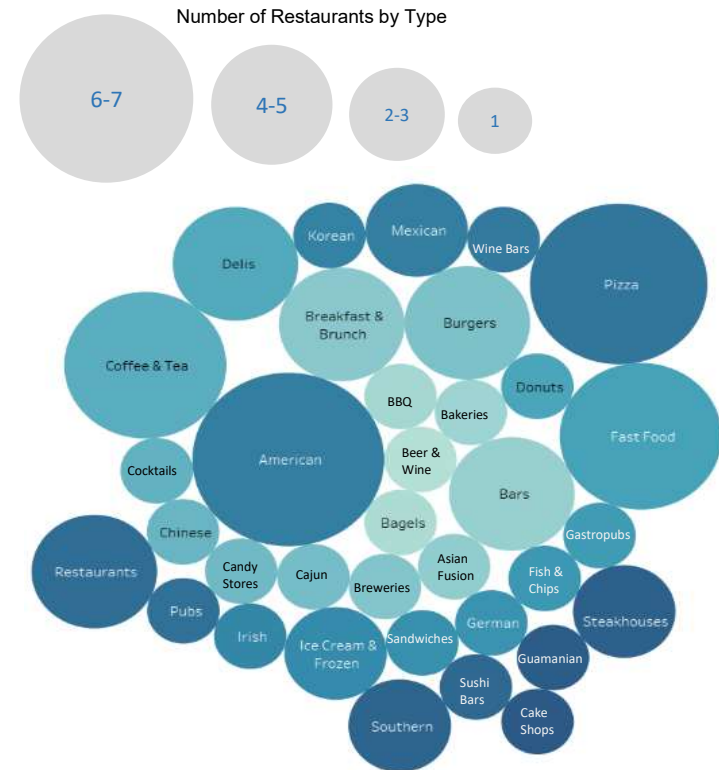 Number of Restaurants by Type
6-7
4-5
2-3
1
Korean
Mexican
Wine Bars
Delis
Pizza
Breakfast &
Brunch
Burgers
Coffee & Tea
BBQ
Donuts
Bakeries
Fast Food
American
Beer &
Wine
Cocktails
Bars
Bagels
Chinese
Gastropubs
Restaurants
Candy
Stores
Cajun
Breweries
Asian
Fusion
Fish &
Chips
Pubs
Irish
Ice Cream &
Frozen
Sandwiches
German
Steakhouses
Guamanian
Sushi
Bars
Southern
Cake
Shops